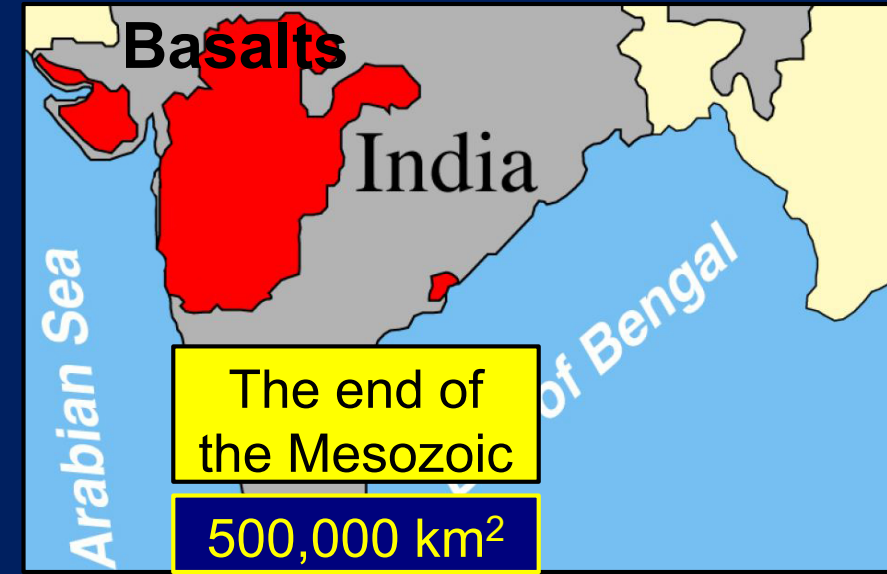 Basalts
India
Arabian Sea
of Bengal
The end of
the Mesozoic
500,000 km²